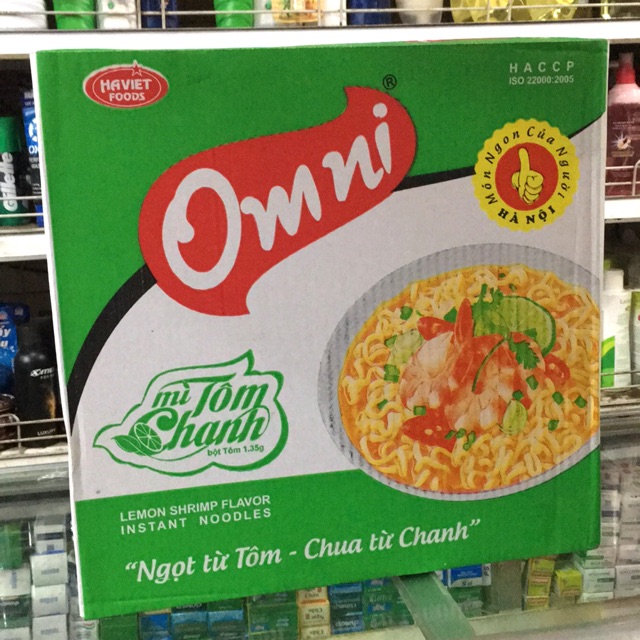 HAVIET
FOODS
HACCP
ISO 22000:2005
Omni
®
Món Ngon Của Người
HÀ NỘI
mì Tôm
Chanh
bột Tôm 1,35g
LEMON SHRIMP FLAVOR
INSTANT NOODLES
"Ngọt từ Tôm - Chua từ Chanh"
Gillette